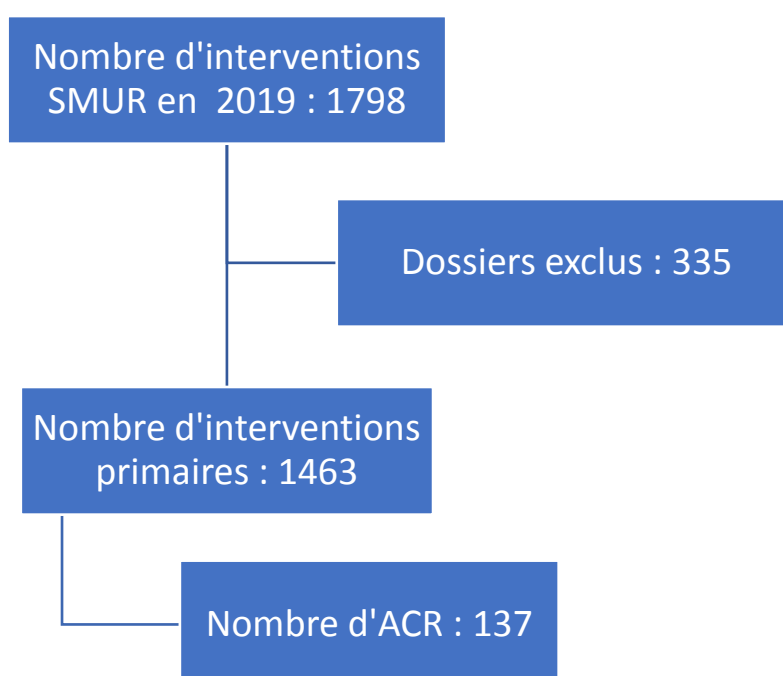 Nombre d'interventions
SMUR en  2019 : 1798
Dossiers exclus : 335
Nombre d'interventions
primaires : 1463
Nombre d'ACR : 137